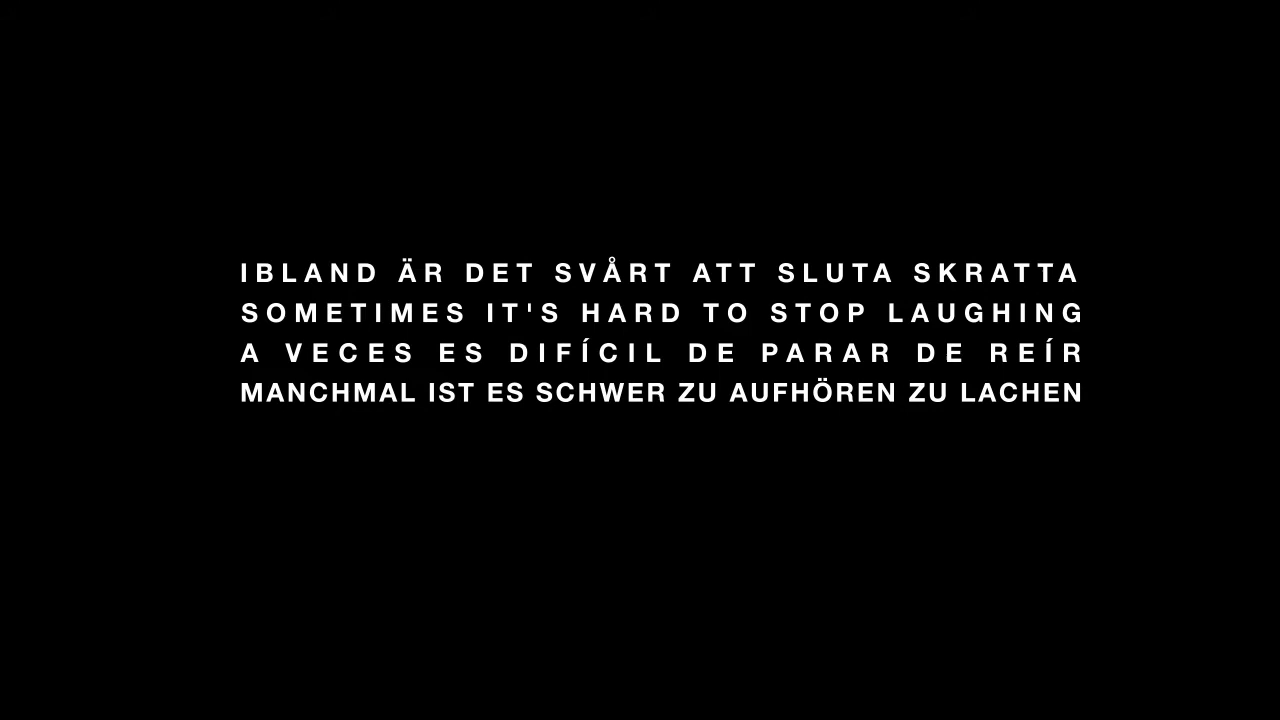 IBLAND ÄR DET SVÅRT ATT SLUTA SKRATTA
SOMETIMES IT'S HARD TO STOP LAUGHING
A VECES ES DIFÍCIL DE PARAR DE REÍR
MANCHMAL IST ES SCHWER ZU AUFHÖREN ZU LACHEN